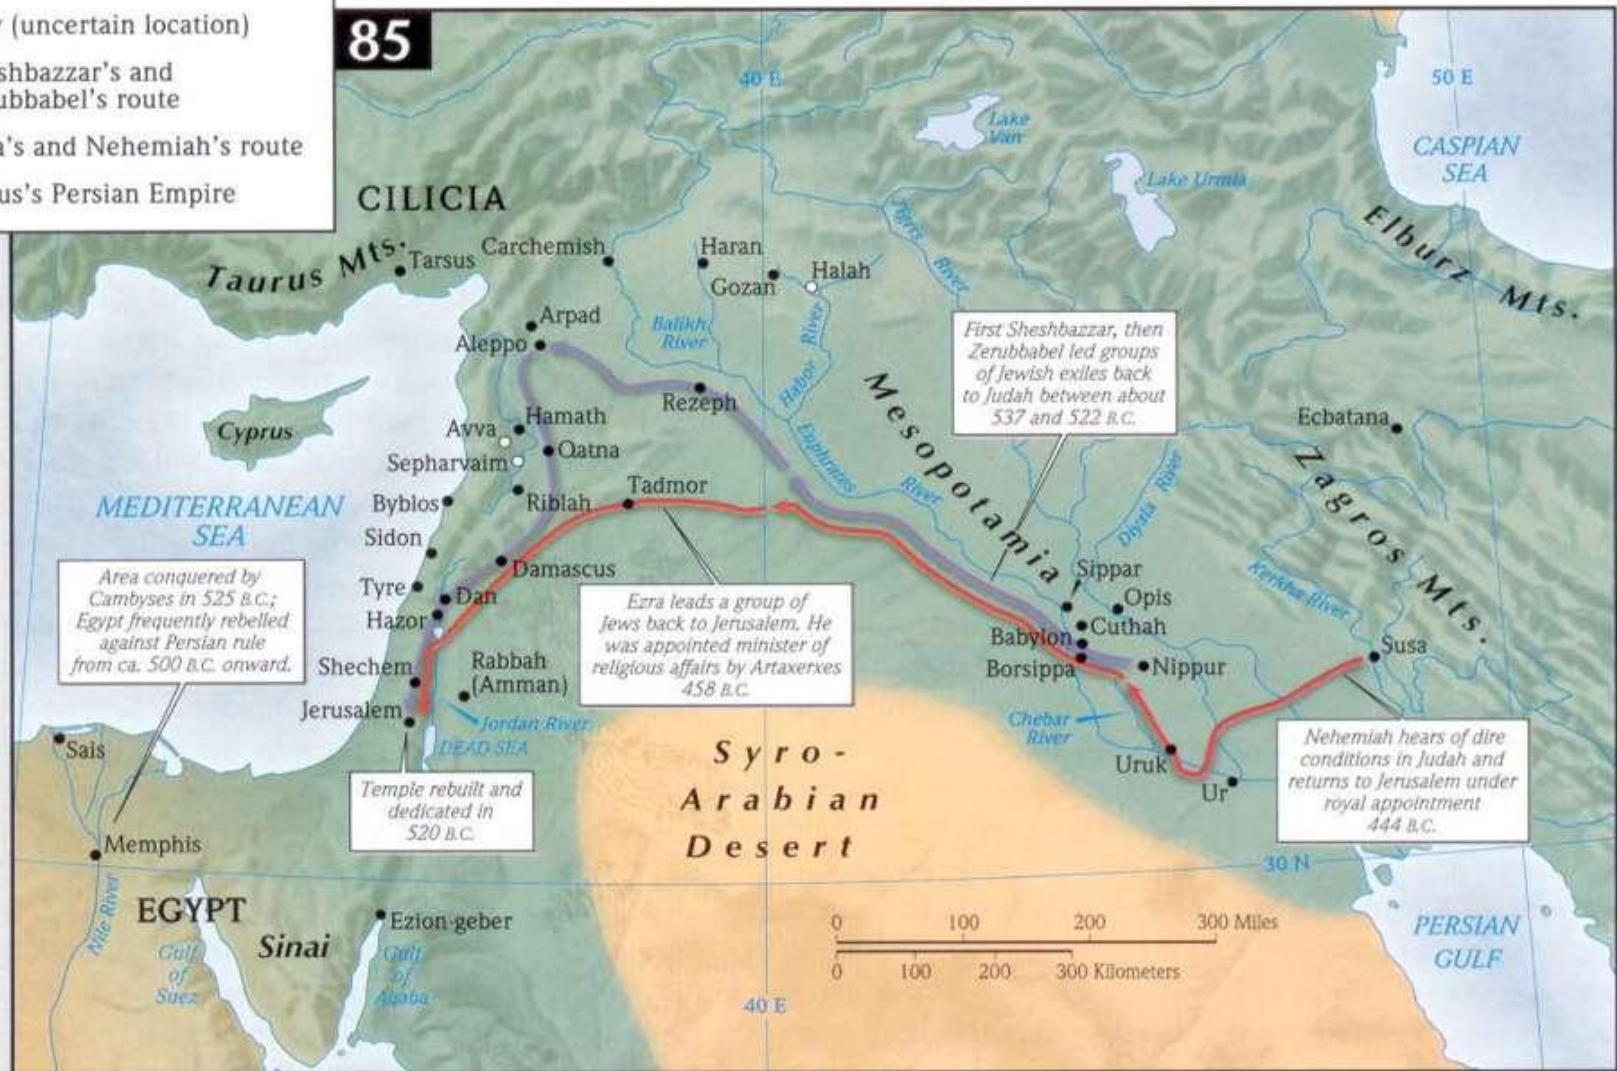 (uncertain location)
shbazzar's and
ubbabel's route
a's and Nehemiah's route
us's Persian Empire
85
40 E
50 E
Lake
Van
CASPIAN
SEA
Lake Urmia
CILICIA
Tigris
River
Elburz Mts.
Taurus Mts.
Tarsus
Carchemish
Haran
Gozan
Halah
Arpad
Aleppo
Balikh
River
Habor River
First Sheshbazzar, then
Zerubbabel led groups
of Jewish exiles back
to Judah between about
537 and 522 B.C.
Mesopotamia
Rezeph
Cyprus
Avva
Hamath
Qatna
Sepharvaim
Euphrates
River
Ecbatana
Zagros Mts.
MEDITERRANEAN
SEA
Byblos
Riblah
Tadmor
Diyala River
Sidon
Area conquered by
Cambyses in 525 B.C.;
Egypt frequently rebelled
against Persian rule
from ca. 500 B.C. onward.
Tyre
Damascus
Dan
Hazor
Ezra leads a group of
Jews back to Jerusalem. He
was appointed minister of
religious affairs by Artaxerxes
458 B.C.
Sippar
Opis
Cuthah
Babylon
Borsippa
Nippur
Kerkha River
Susa
Shechem
Rabbah
(Amman)
Jerusalem
Jordan River
DEAD SEA
Chebar
River
Sais
Syro-
Arabian
Desert
Uruk
Ur
Nehemiah hears of dire
conditions in Judah and
returns to Jerusalem under
royal appointment
444 B.C.
Temple rebuilt and
dedicated in
520 B.C.
Memphis
30 N
Nile River
EGYPT
Sinai
Ezion-geber
Gulf
of
Suez
Gulf
of
Aqaba
0 100 200 300 Miles
0 100 200 300 Kilometers
PERSIAN
GULF
40 E